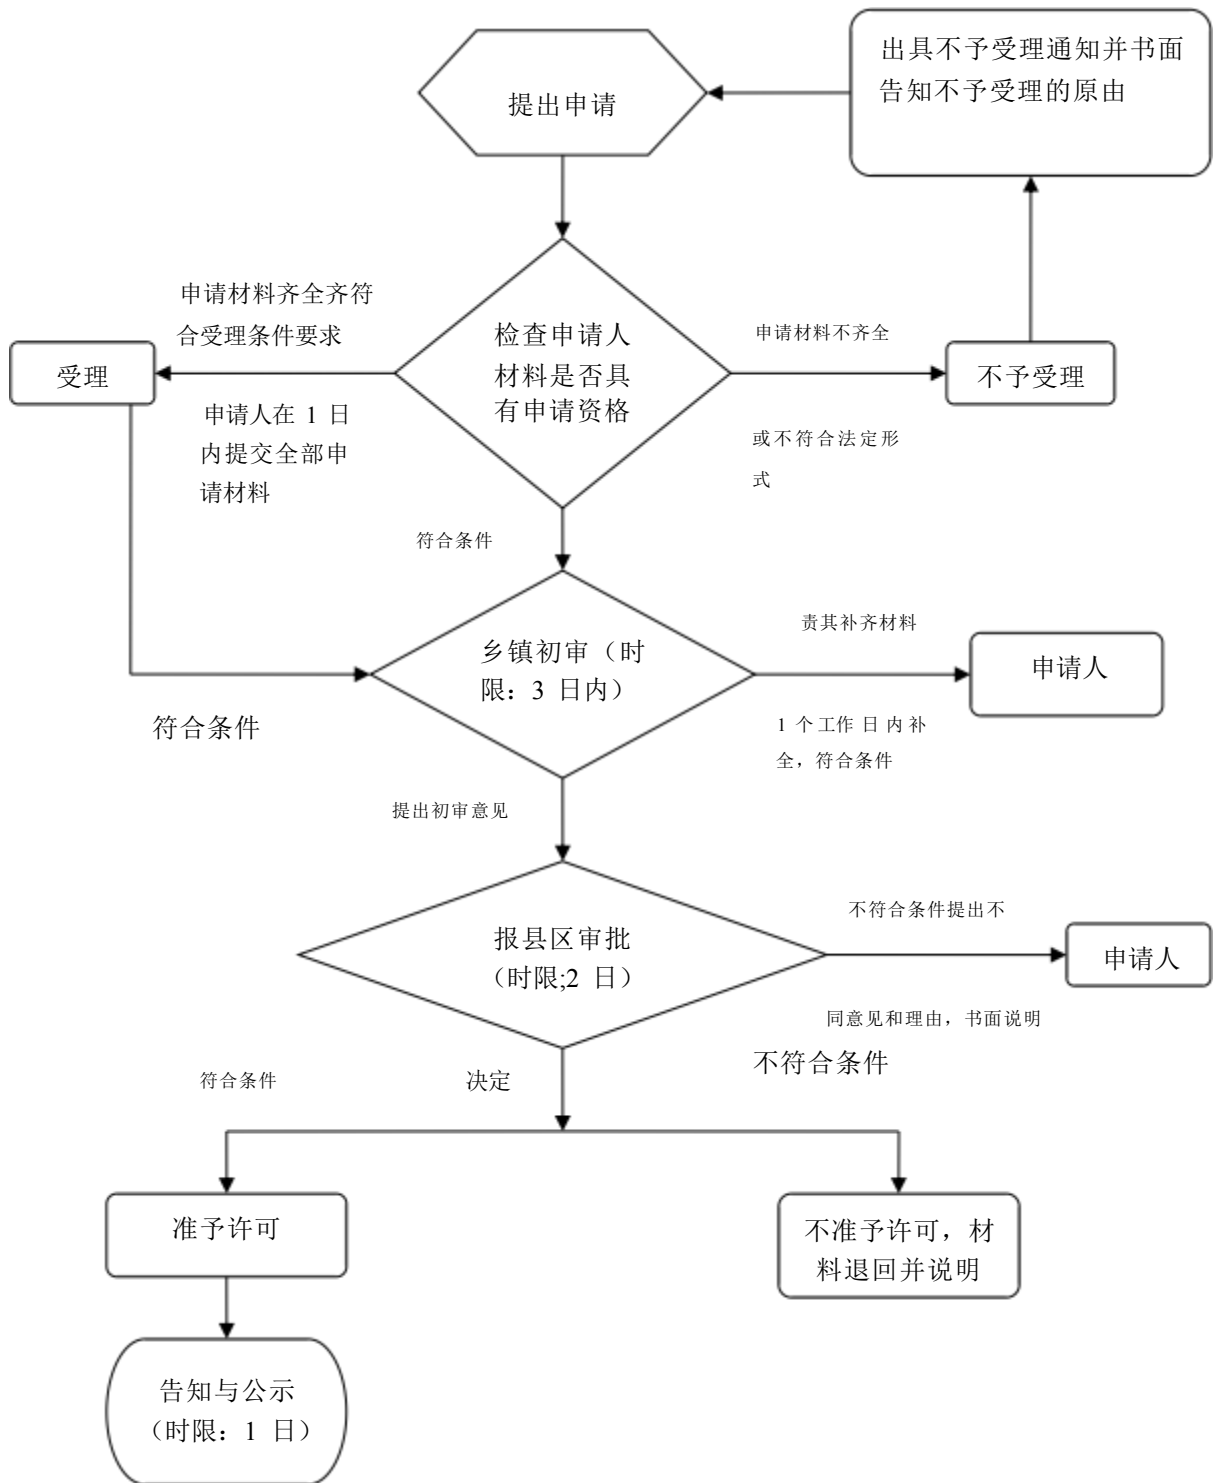 出具不予受理通知并书面
告知不予受理的原由
提出申请
申请材料齐全齐符
合受理条件要求
检查申请人
材料是否具
有申请资格
申请材料不齐全
受理
不予受理
申请人在 1 日
内提交全部申
请材料
或不符合法定形
式
符合条件
乡镇初审（时
限：3 日内）
责其补齐材料
申请人
符合条件
1 个工作日内补
全，符合条件
提出初审意见
报县区审批
（时限;2 日）
不符合条件提出不
申请人
同意见和理由，书面说明
不符合条件
符合条件
决定
准予许可
不准予许可，材
料退回并说明
告知与公示
（时限：1 日）